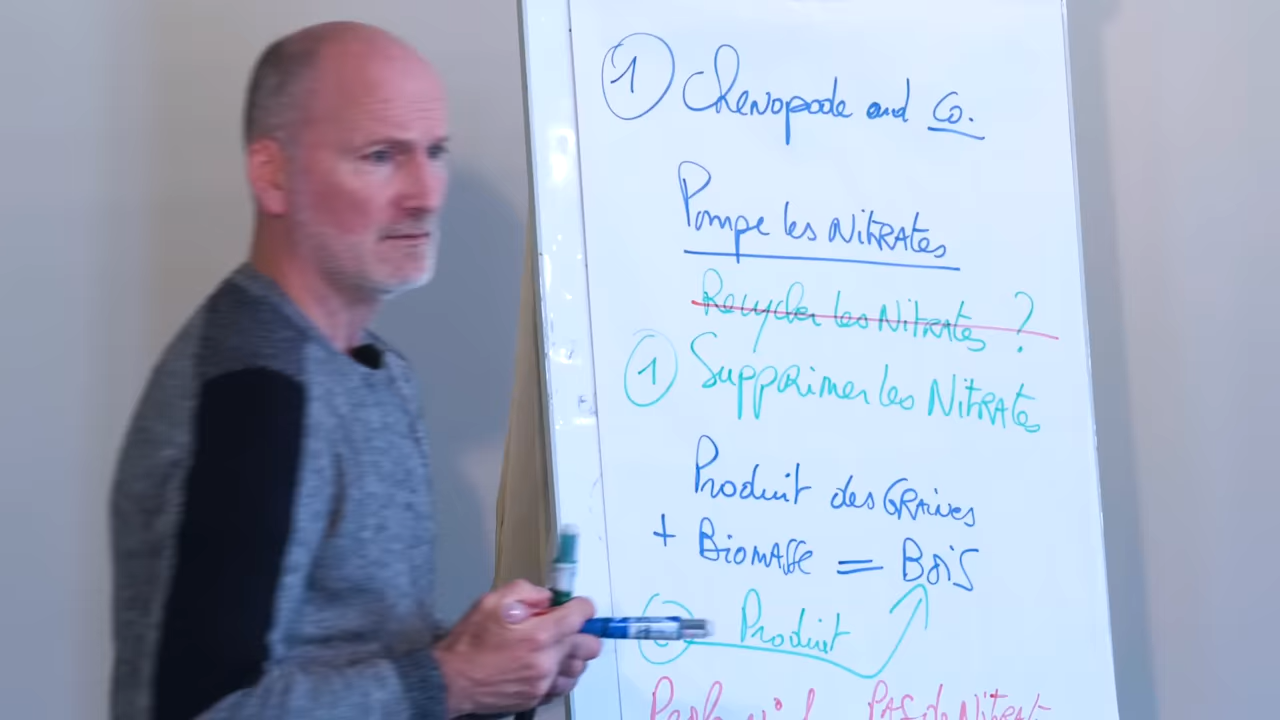 1 Chenopode and Co.
Pompe les Nitrates
Recycler les Nitrates ?
1 Supprimer les Nitrates
Produit des Graines
+ Biomasse = Bois
Produit
PAS de Nitrat